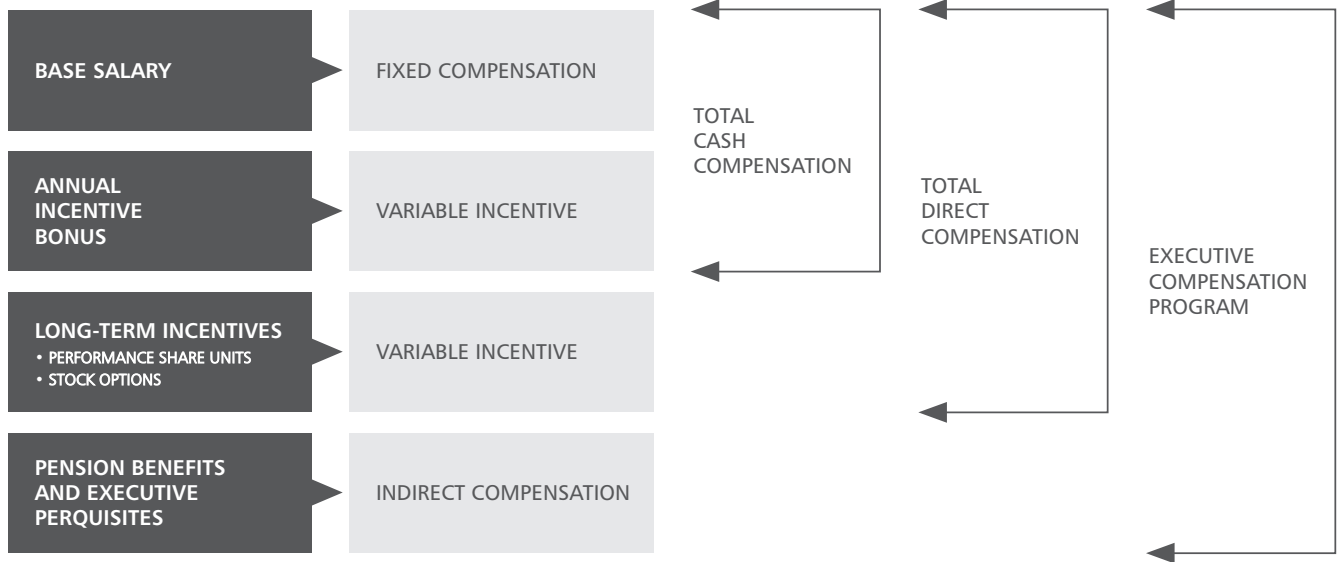 BASE SALARY
FIXED COMPENSATION
ANNUAL
INCENTIVE
BONUS
VARIABLE INCENTIVE
LONG-TERM INCENTIVES
• PERFORMANCE SHARE UNITS
• STOCK OPTIONS
VARIABLE INCENTIVE
PENSION BENEFITS
AND EXECUTIVE
PERQUISITES
INDIRECT COMPENSATION
TOTAL
CASH
COMPENSATION
TOTAL
DIRECT
COMPENSATION
EXECUTIVE
COMPENSATION
PROGRAM